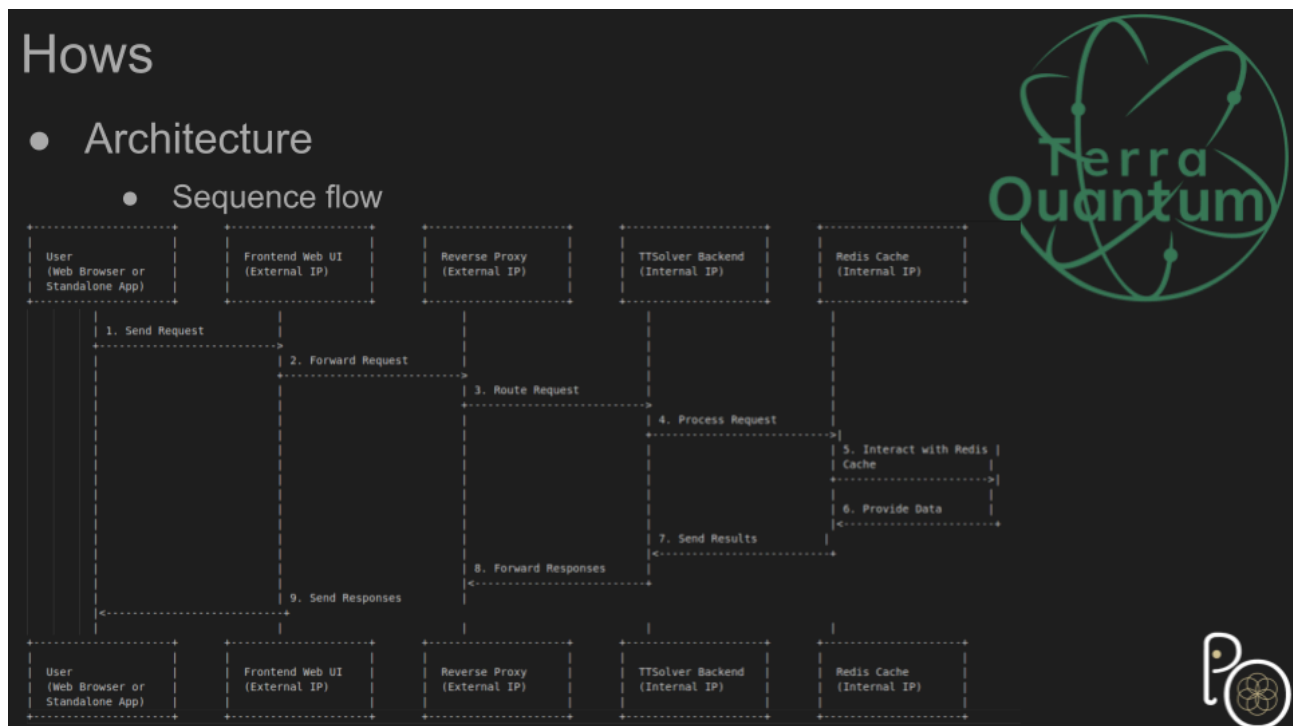 Hows
Terra
Quantum
● Architecture
● Sequence flow
User
(Web Browser or
Standalone App)
Frontend Web UI
(External IP)
Reverse Proxy
(External IP)
TTSolver Backend
(Internal IP)
Redis Cache
(Internal IP)
1. Send Request
2. Forward Request
3. Route Request
4. Process Request
5. Interact with Redis
Cache
6. Provide Data
7. Send Results
8. Forward Responses
9. Send Responses
User
(Web Browser or
Standalone App)
Frontend Web UI
(External IP)
Reverse Proxy
(External IP)
TTSolver Backend
(Internal IP)
Redis Cache
(Internal IP)